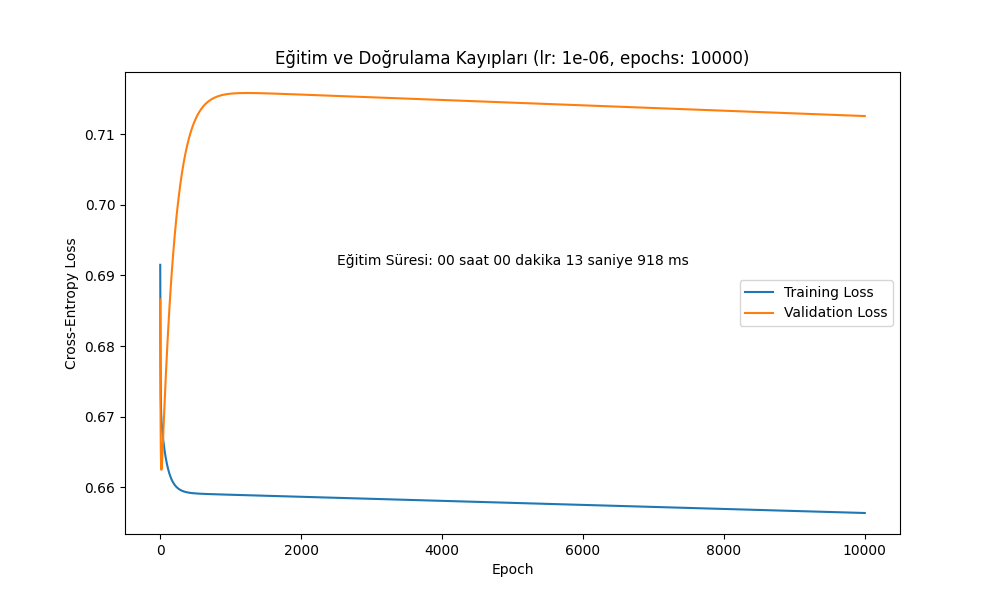 Eğitim ve Doğrulama Kayıpları (lr: 1e-06, epochs: 10000)
Cross-Entropy Loss
0.71
0.70
0.69
0.68
0.67
0.66
Eğitim Süresi: 00 saat 00 dakika 13 saniye 918 ms
Training Loss
Validation Loss
0
2000
4000
6000
8000
10000
Epoch